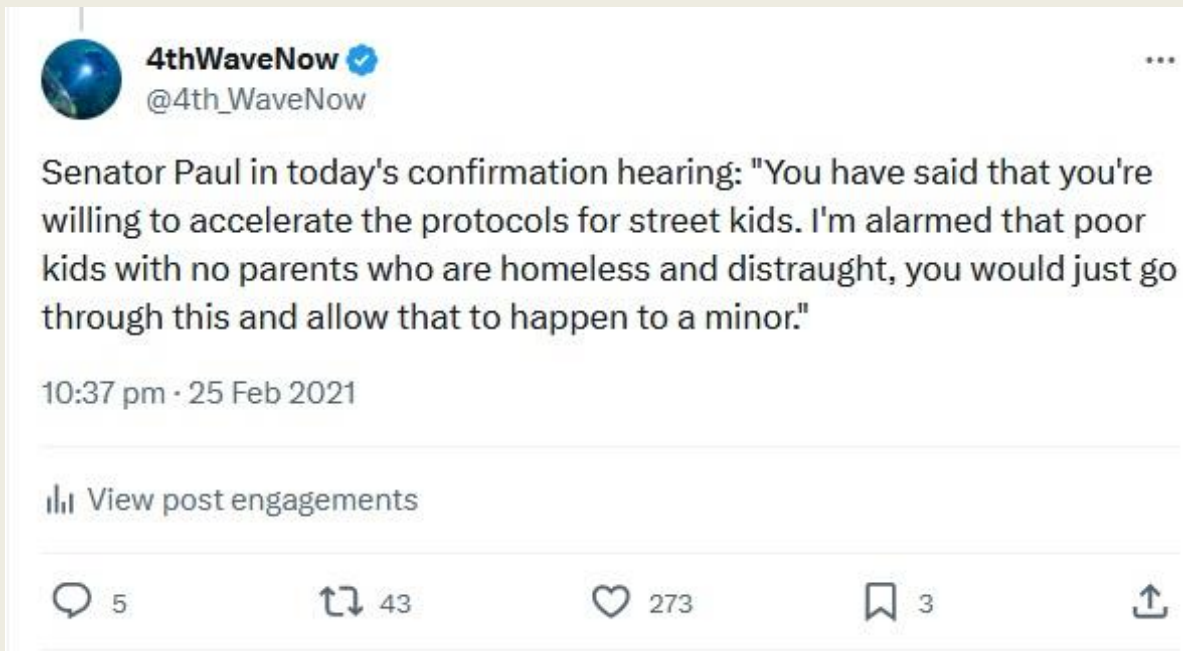 4thWaveNow
@4th_WaveNow
Senator Paul in today's confirmation hearing: "You have said that you're
willing to accelerate the protocols for street kids. I'm alarmed that poor
kids with no parents who are homeless and distraught, you would just go
through this and allow that to happen to a minor."
10:37 pm · 25 Feb 2021
View post engagements
5 43 273 3